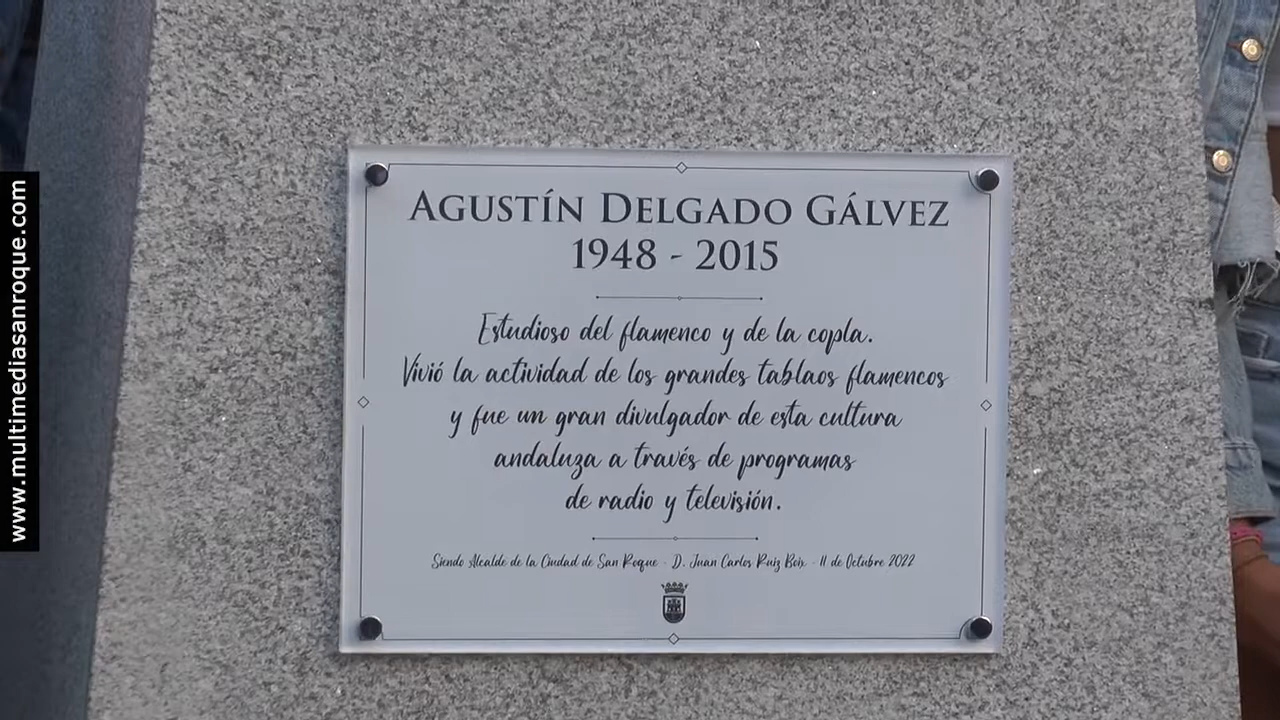 www.multimediasanroque.com
AGUSTÍN DELGADO GÁLVEZ
1948 - 2015
Estudioso del flamenco y de la copla.
Vivió la actividad de los grandes tablaos flamencos
y fue un gran divulgador de esta cultura
andaluza a través de programas
de radio y televisión.
Siendo Alcalde de la Ciudad de San Roque - D. Juan Carlos Ruiz Boix - 11 de Octubre 2022